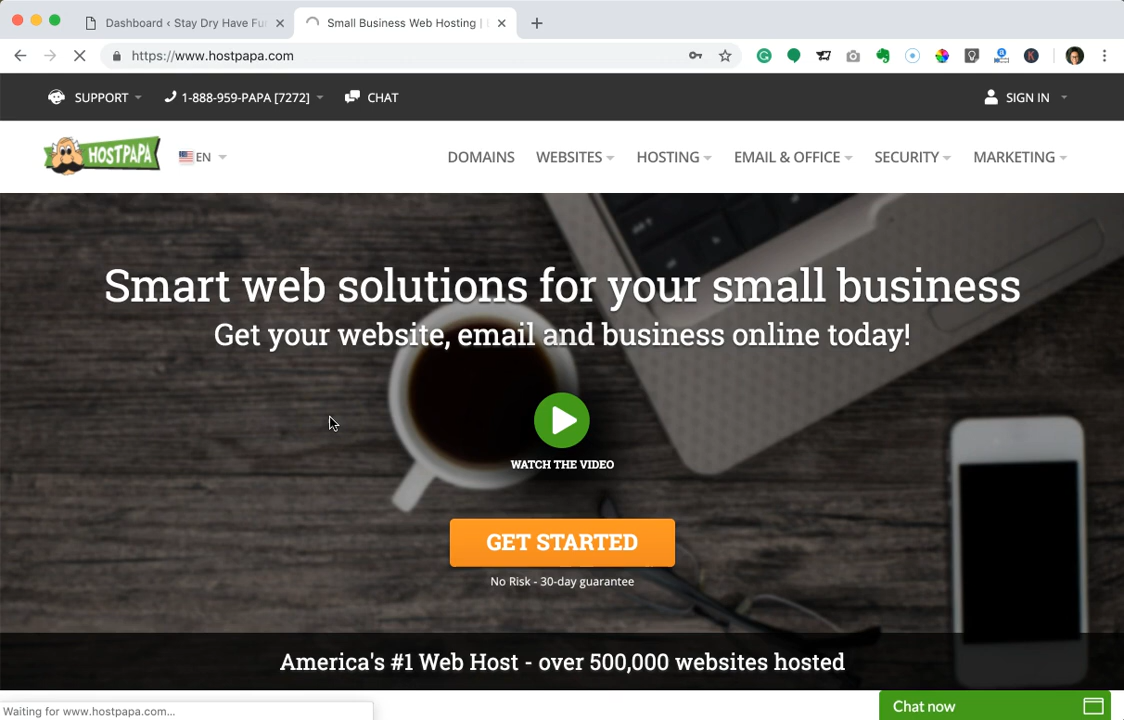 Dashboard ‹ Stay Dry Have Fu
Small Business Web Hosting |
https://www.hostpapa.com
SUPPORT
1-888-959-PAPA [7272]
CHAT
SIGN IN
HOSTPAPA
EN
DOMAINS
WEBSITES
HOSTING
EMAIL & OFFICE
SECURITY
MARKETING
Smart web solutions for your small business
Get your website, email and business online today!
WATCH THE VIDEO
GET STARTED
No Risk - 30-day guarantee
America's #1 Web Host - over 500,000 websites hosted
Waiting for www.hostpapa.com...
Chat now